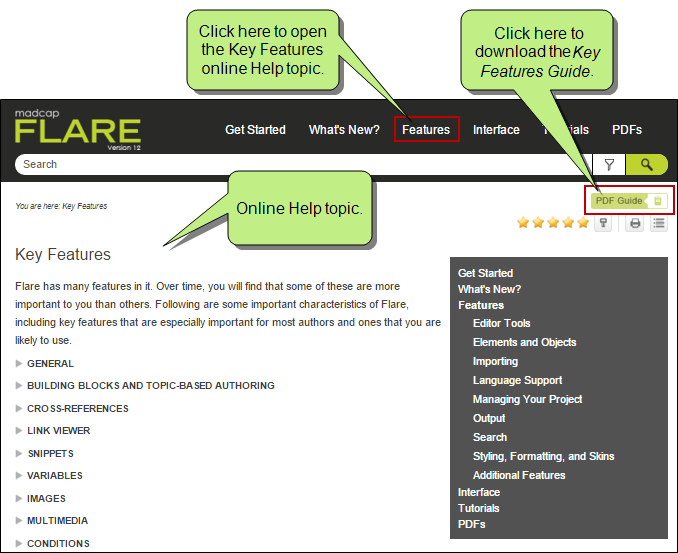 Click here to open
the Key Features
online Help topic.
Click here to
download the Key
Features Guide.
madcap
FLARE
Version 12
Get Started What's New? Features Interface PDFs
Search
PDF Guide
You are here: Key Features
Online Help topic.
Key Features
Flare has many features in it. Over time, you will find that some of these are more
important to you than others. Following are some important characteristics of Flare,
including key features that are especially important for most authors and ones that you are
likely to use.
GENERAL
BUILDING BLOCKS AND TOPIC-BASED AUTHORING
CROSS-REFERENCES
LINK VIEWER
SNIPPETS
VARIABLES
IMAGES
MULTIMEDIA
CONDITIONS
Get Started
What's New?
Features
Editor Tools
Elements and Objects
Importing
Language Support
Managing Your Project
Output
Search
Styling, Formatting, and Skins
Additional Features
Interface
Tutorials
PDFs